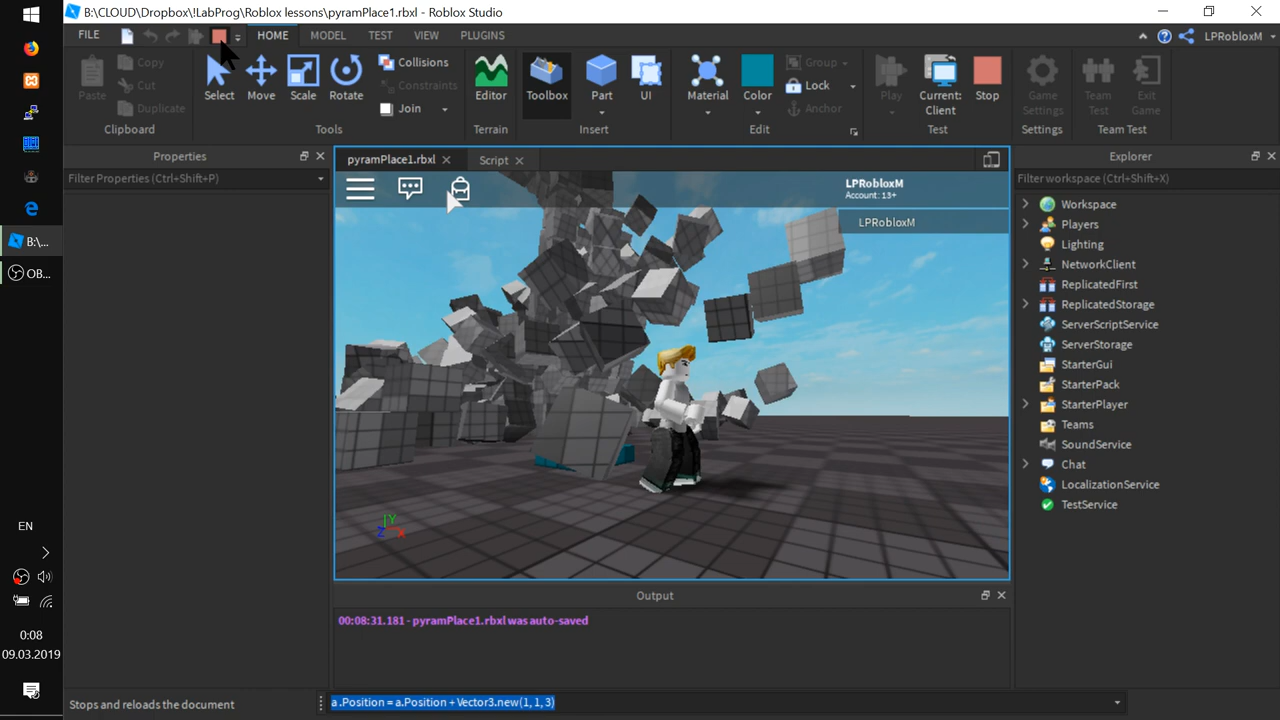 B:\CLOUD\Dropbox\!LabProg\Roblox lessons\pyramPlace1.rbxl - Roblox Studio
FILE HOME MODEL TEST VIEW PLUGINS LPRobloxM
Paste Copy Cut Duplicate
Clipboard
Select Move Scale Rotate Collisions Constraints Join
Tools
Editor
Terrain
Toolbox Part UI
Insert
Material Color Group Lock Anchor
Edit
Play Current: Client Stop
Test
Game Settings
Settings
Team Test Exit Game
Team Test
Properties
Filter Properties (Ctrl+Shift+P)
pyramPlace1.rbxl Script
LPRobloxM
Account: 13+
LPRobloxM
Y
Z X
Explorer
Filter workspace (Ctrl+Shift+X)
Workspace
Players
Lighting
NetworkClient
ReplicatedFirst
ReplicatedStorage
ServerScriptService
ServerStorage
StarterGui
StarterPack
StarterPlayer
Teams
SoundService
Chat
LocalizationService
TestService
Output
00:08:31.181 - pyramPlace1.rbxl was auto-saved
Stops and reloads the document
a .Position = a.Position + Vector3.new(1, 1, 3)
B:\...
OB...
EN
0:08
09.03.2019